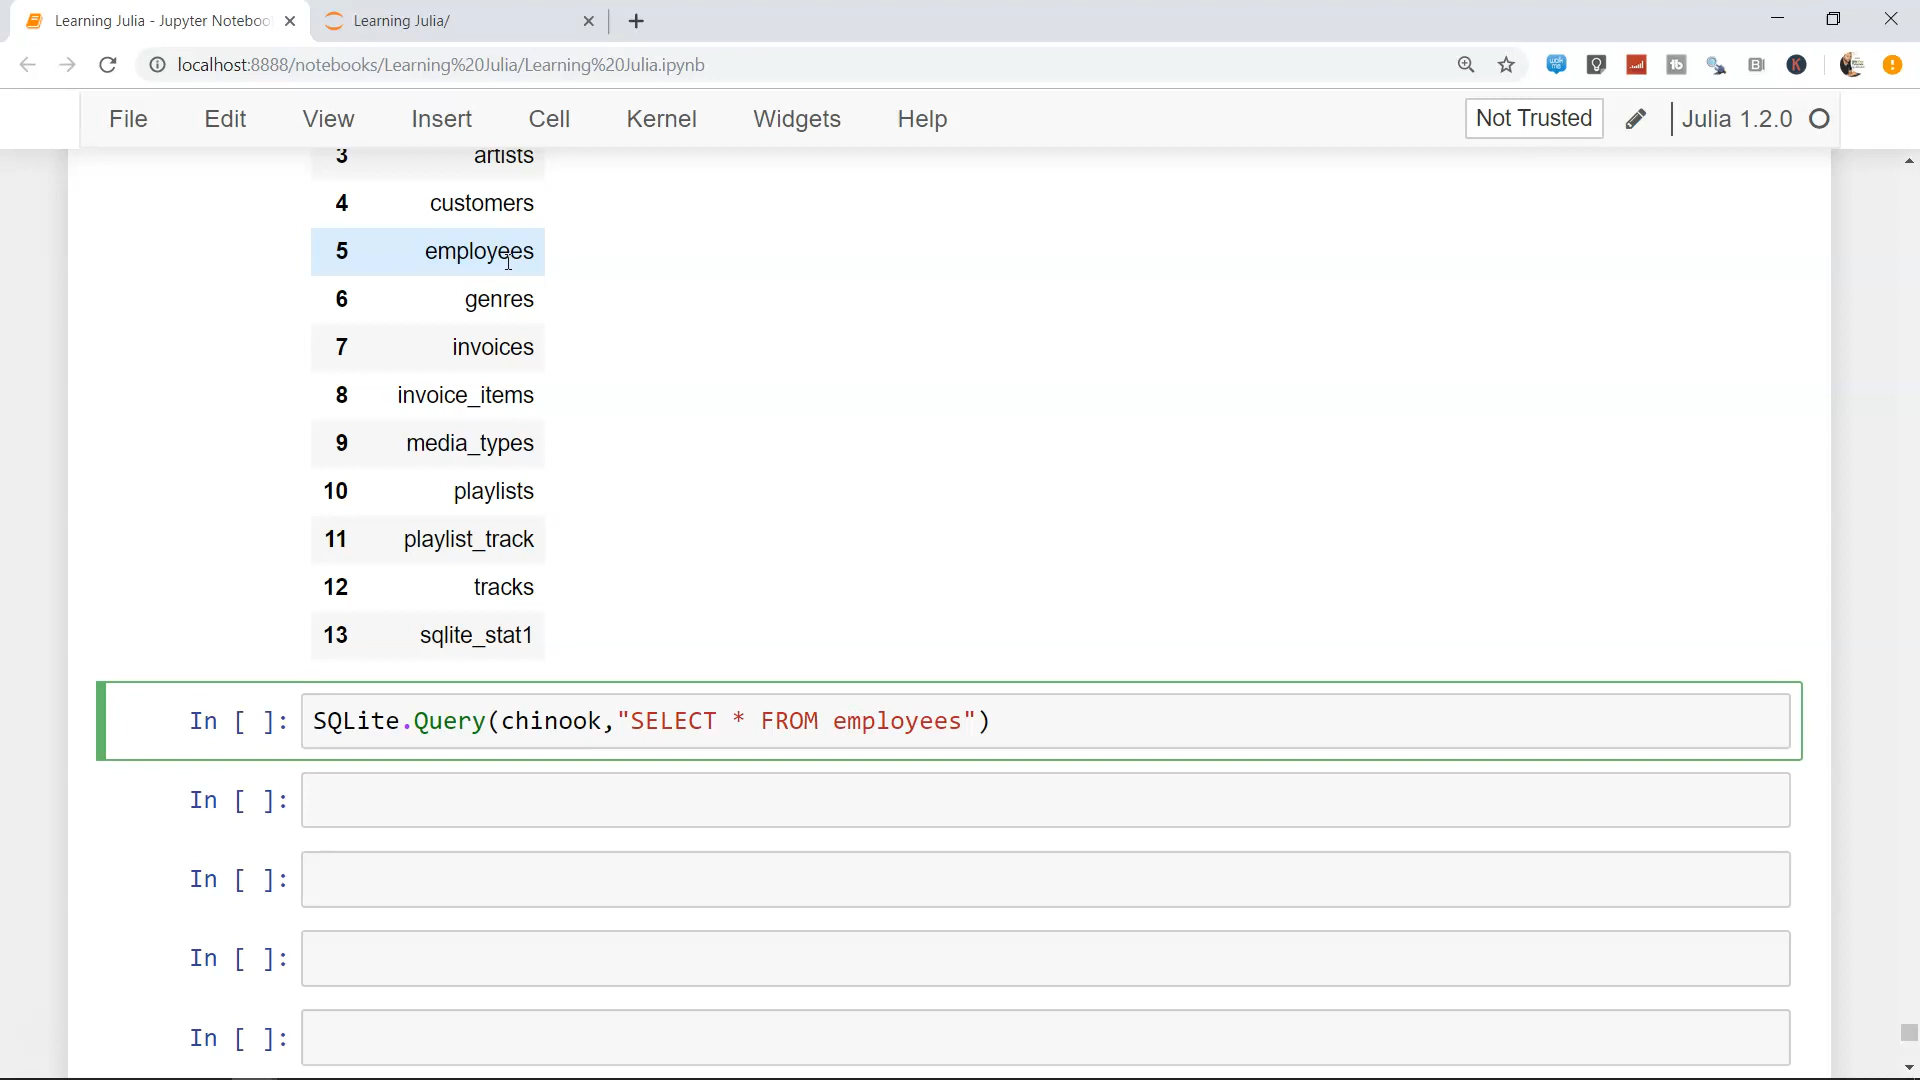 Learning Julia - Jupyter Noteboo
Learning Julia/
localhost:8888/notebooks/Learning%20Julia/Learning%20Julia.ipynb
File Edit View Insert Cell Kernel Widgets Help
Not Trusted
Julia 1.2.0
3 artists
4 customers
5 employees
6 genres
7 invoices
8 invoice_items
9 media_types
10 playlists
11 playlist_track
12 tracks
13 sqlite_stat1
In [ ]: SQLite.Query(chinook,"SELECT * FROM employees")
In [ ]:
In [ ]:
In [ ]:
In [ ]: